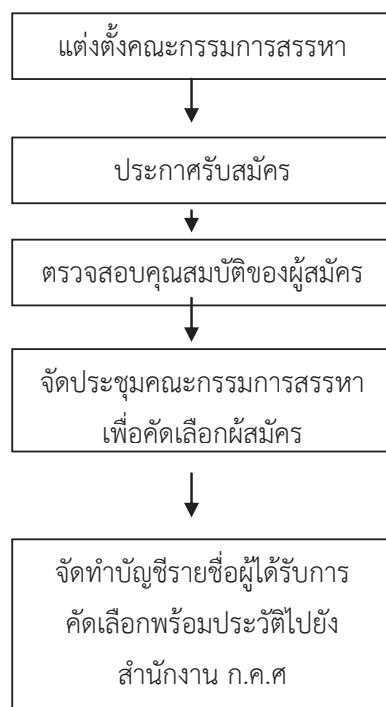 แต่งตั้งคณะกรรมการสรรหา
ประกาศรับสมัคร
ตรวจสอบคุณสมบัติของผู้สมัคร
จัดประชุมคณะกรรมการสรรหา
เพื่อคัดเลือกผ้สมัคร
จัดทำบัญชีรายชื่อผู้ได้รับการ
คัดเลือกพร้อมประวัติไปยัง
สำนักงาน ก.ค.ศ